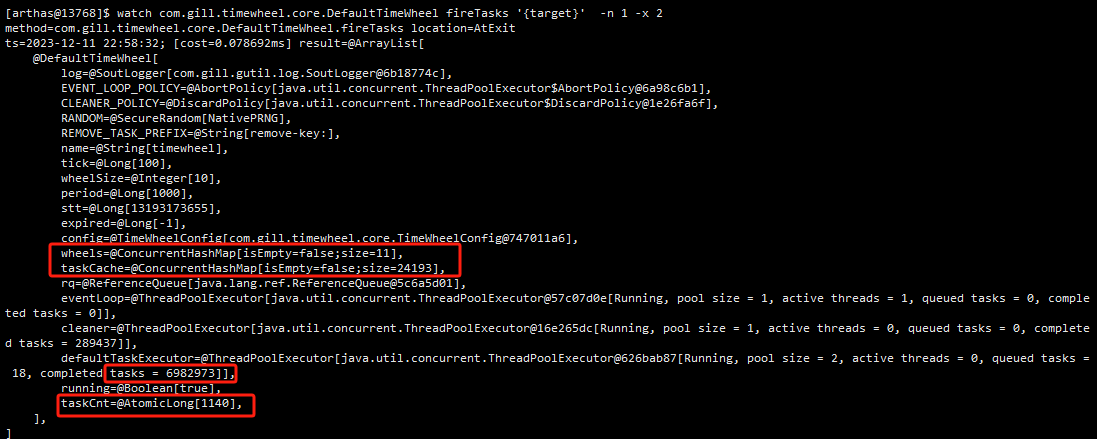 [arthas@13768]$ watch com.gill.timewheel.core.DefaultTimeWheel fireTasks '{target}'  -n 1 -x 2
method=com.gill.timewheel.core.DefaultTimeWheel.fireTasks location=AtExit
ts=2023-12-11 22:58:32; [cost=0.078692ms] result=@ArrayList[
    @DefaultTimeWheel[
        log=@SoutLogger[com.gill.gutil.log.SoutLogger@6b18774c],
        EVENT_LOOP_POLICY=@AbortPolicy[java.util.concurrent.ThreadPoolExecutor$AbortPolicy@6a98c6b1],
        CLEANER_POLICY=@DiscardPolicy[java.util.concurrent.ThreadPoolExecutor$DiscardPolicy@1e26fa6f],
        RANDOM=@SecureRandom[NativePRNG],
        REMOVE_TASK_PREFIX=@String[remove-key:],
        name=@String[timewheel],
        tick=@Long[100],
        wheelSize=@Integer[10],
        period=@Long[1000],
        stt=@Long[13193173655],
        expired=@Long[-1],
        config=@TimeWheelConfig[com.gill.timewheel.core.TimeWheelConfig@747011a6],
        wheels=@ConcurrentHashMap[isEmpty=false;size=11],
        taskCache=@ConcurrentHashMap[isEmpty=false;size=24193],
        rq=@ReferenceQueue[java.lang.ref.ReferenceQueue@5c6a5d01],
        eventLoop=@ThreadPoolExecutor[java.util.concurrent.ThreadPoolExecutor@57c07d0e[Running, pool size = 1, active threads = 1, queued tasks = 0, comple
ted tasks = 0]],
        cleaner=@ThreadPoolExecutor[java.util.concurrent.ThreadPoolExecutor@16e265dc[Running, pool size = 1, active threads = 0, queued tasks = 0, complete
d tasks = 289437]],
        defaultTaskExecutor=@ThreadPoolExecutor[java.util.concurrent.ThreadPoolExecutor@626bab87[Running, pool size = 2, active threads = 0, queued tasks =
 18, completed tasks = 6982973]],
        running=@Boolean[true],
        taskCnt=@AtomicLong[1140],
    ],
]